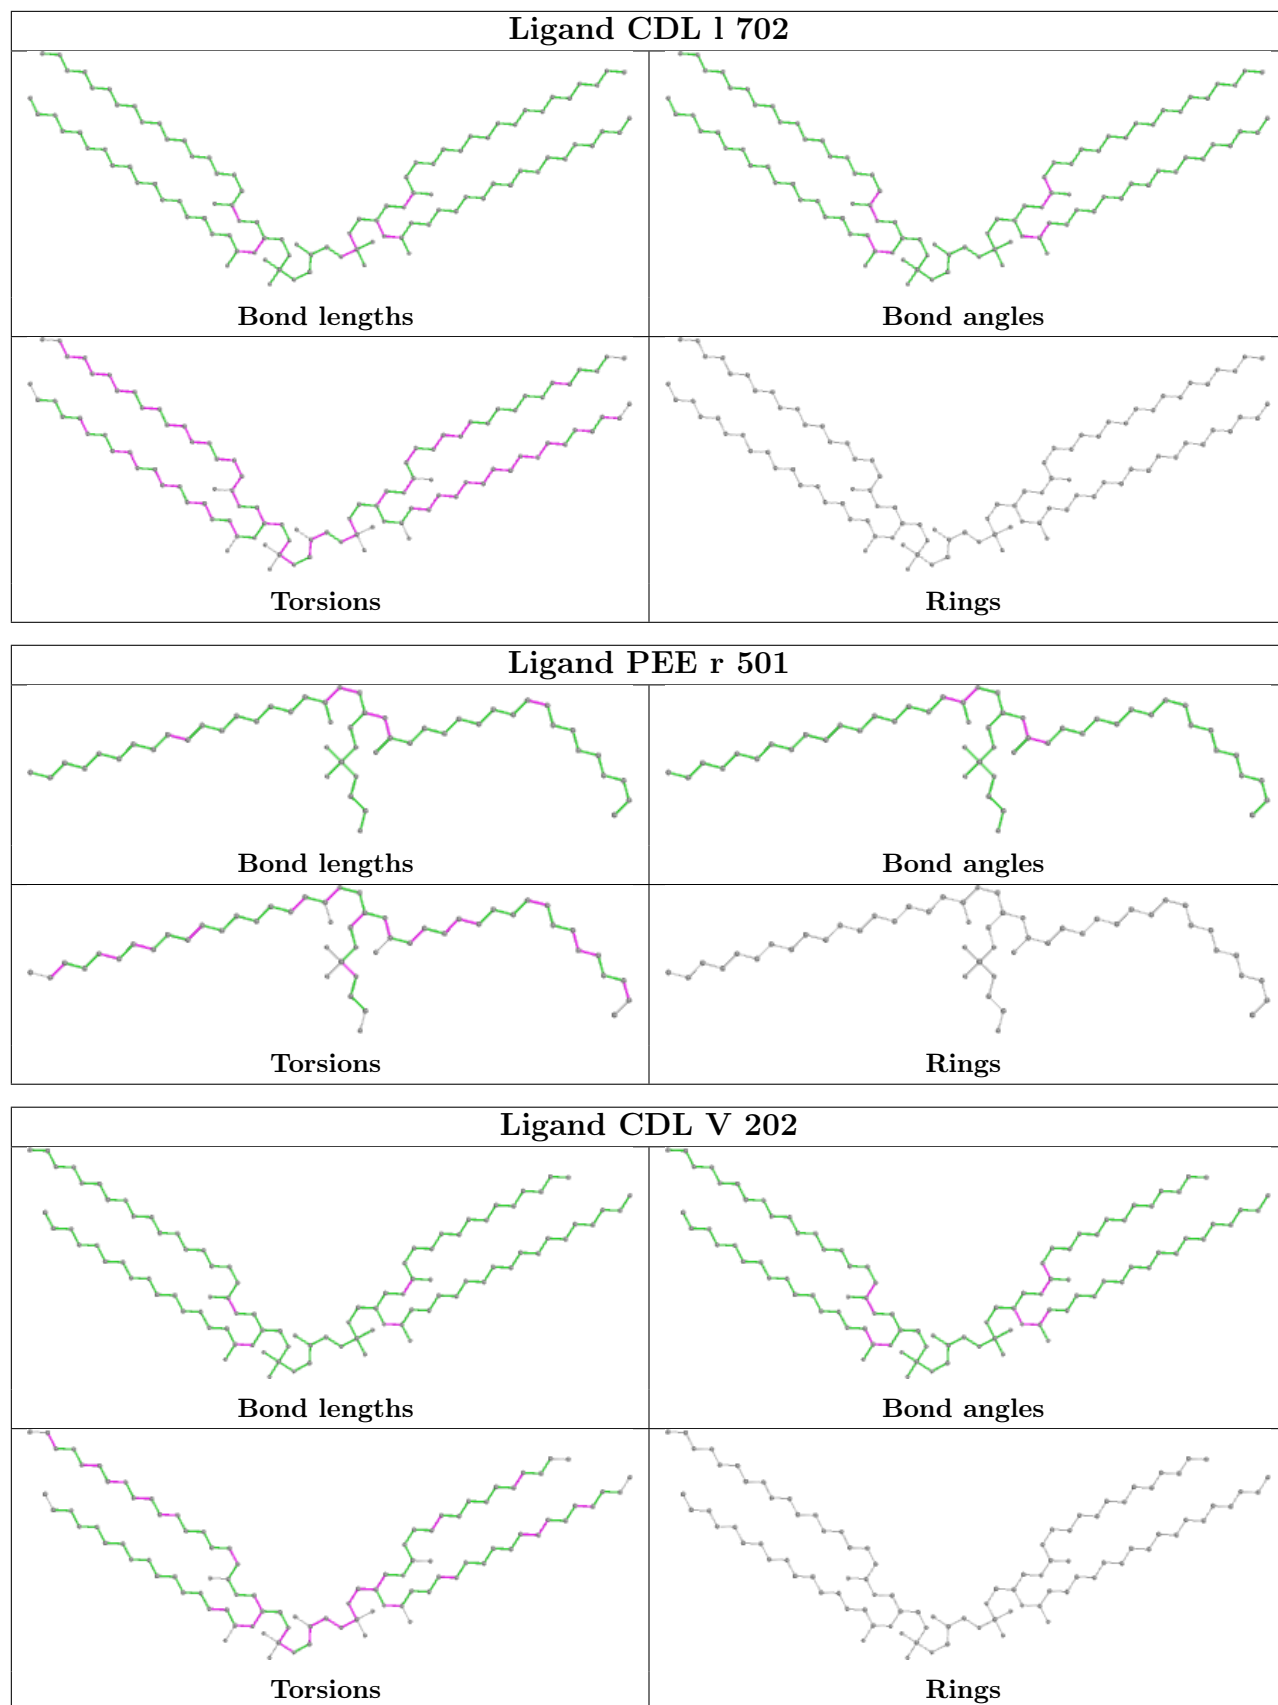 Ligand CDL l 702
Bond lengths
Bond angles
Torsions
Rings
Ligand PEE r 501
Bond lengths
Bond angles
Torsions
Rings
Ligand CDL V 202
Bond lengths
Bond angles
Torsions
Rings